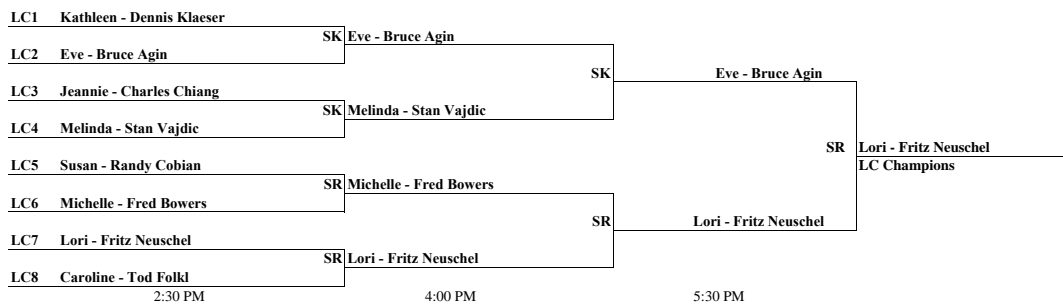 LC1 Kathleen - Dennis Klaeser
SK Eve - Bruce Agin
LC2 Eve - Bruce Agin
SK Eve - Bruce Agin
LC3 Jeannie - Charles Chiang
SK Melinda - Stan Vajdic
LC4 Melinda - Stan Vajdic
SR Lori - Fritz Neuschel
LC Champions
LC5 Susan - Randy Cobian
SR Michelle - Fred Bowers
LC6 Michelle - Fred Bowers
SR Lori - Fritz Neuschel
LC7 Lori - Fritz Neuschel
SR Lori - Fritz Neuschel
LC8 Caroline - Tod Folkl
2:30 PM 4:00 PM 5:30 PM